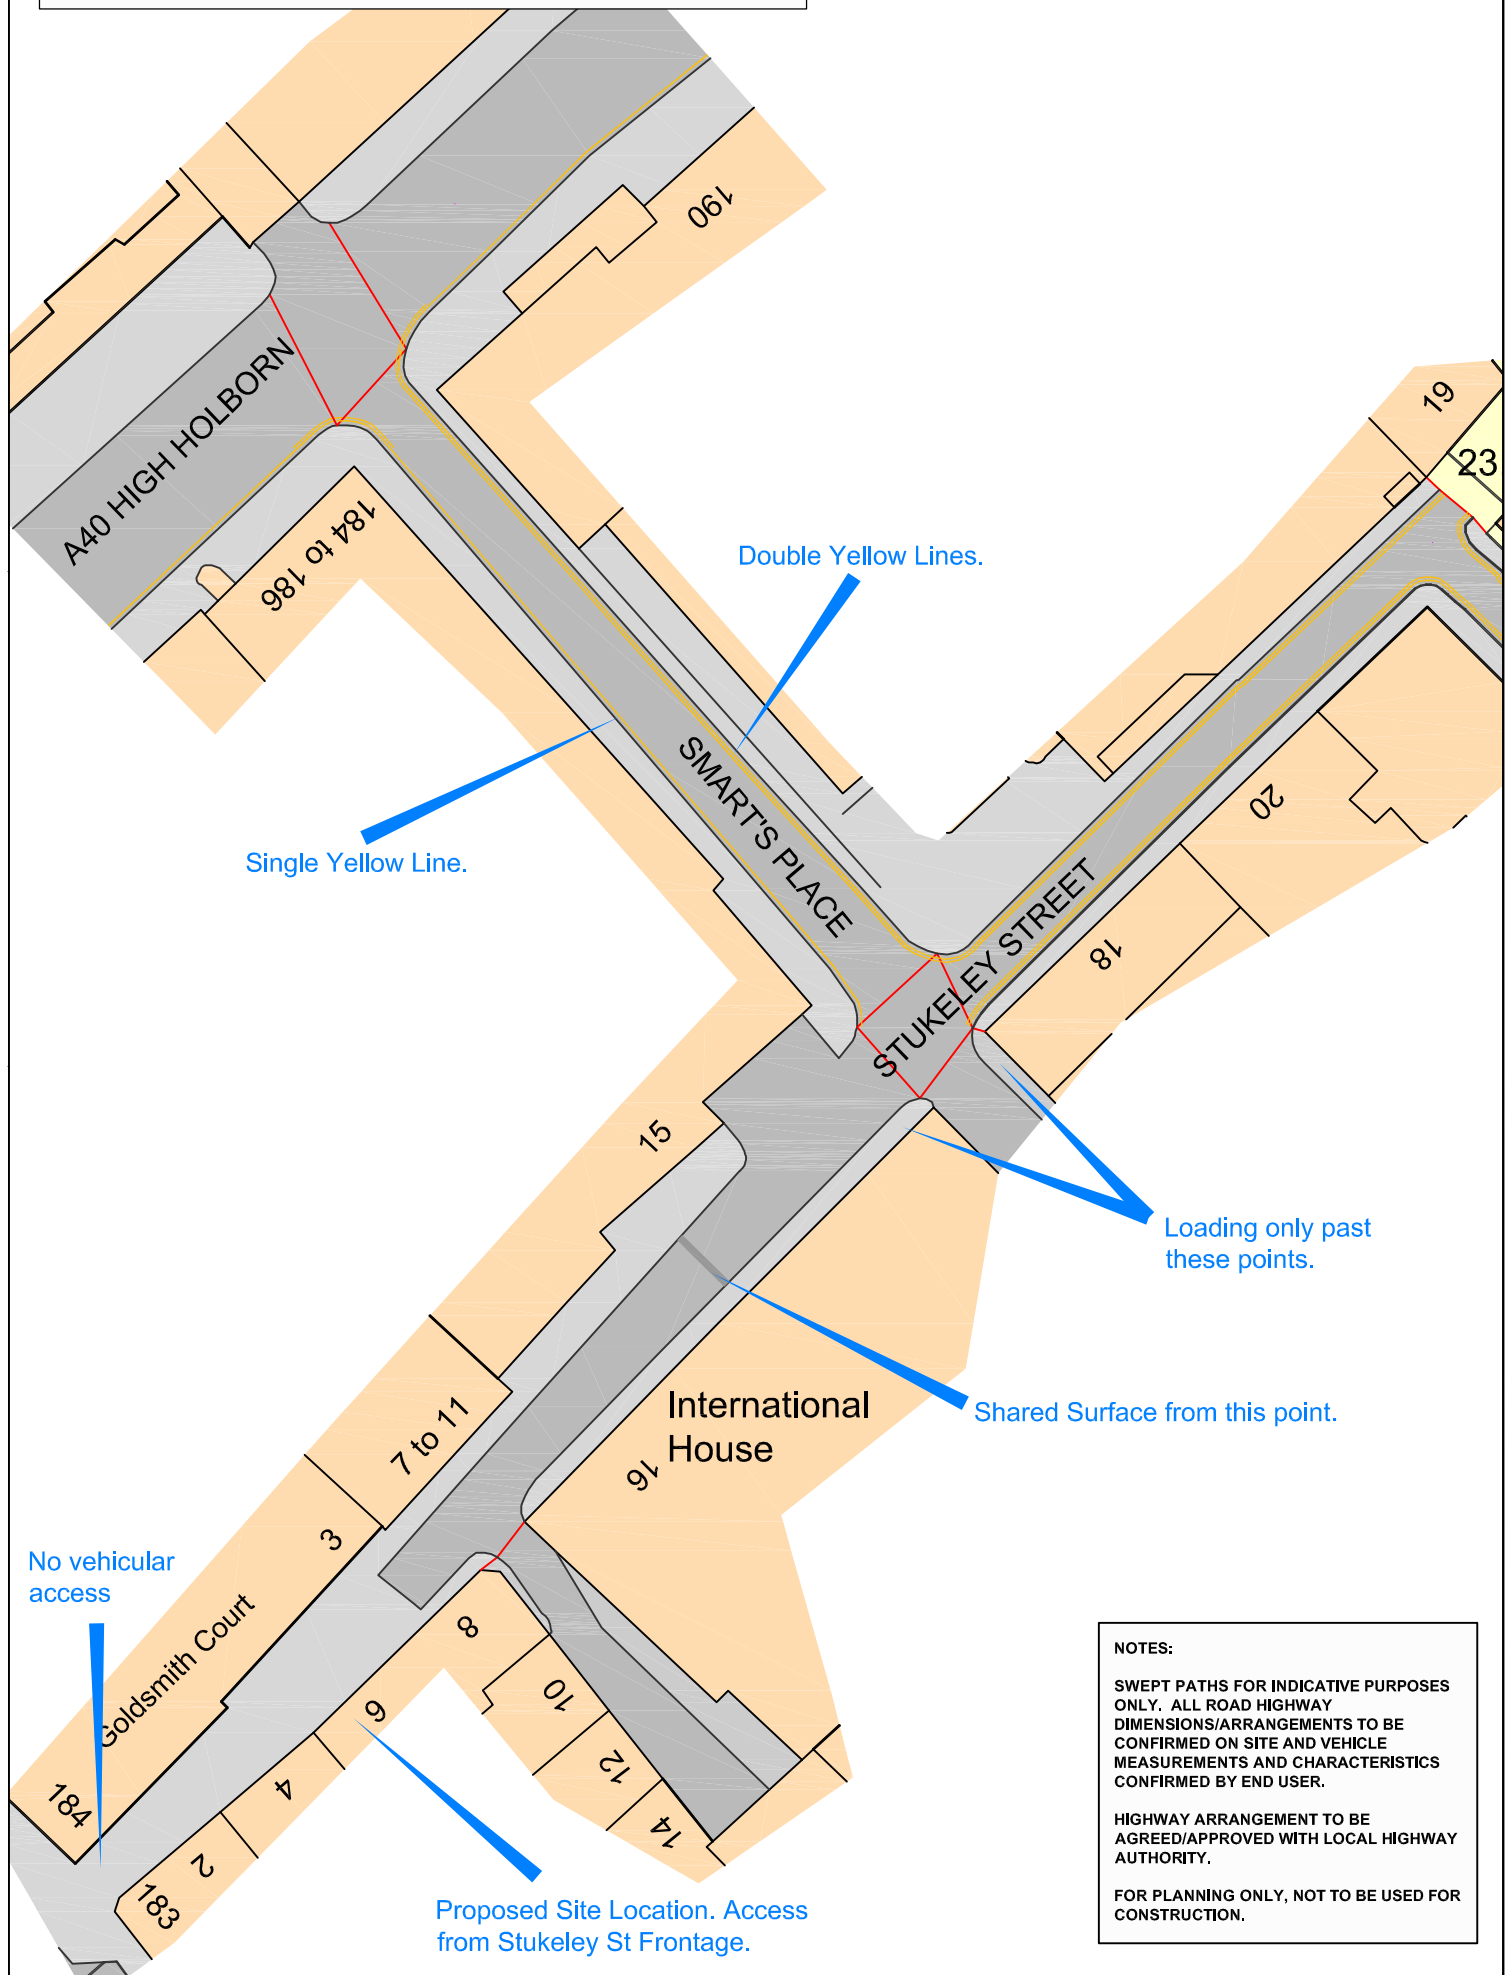 190
A40 HIGH HOLBORN
184 to 186
19
23
Double Yellow Lines.
SMART'S PLACE
Single Yellow Line.
20
STUKELEY STREET
18
15
Loading only past
these points.
International
House
16
Shared Surface from this point.
7 to 11
3
No vehicular
access
Goldsmith Court
8
10
6
12
4
14
184
2
183
Proposed Site Location. Access
from Stukeley St Frontage.
NOTES:
SWEPT PATHS FOR INDICATIVE PURPOSES
ONLY. ALL ROAD HIGHWAY
DIMENSIONS/ARRANGEMENTS TO BE
CONFIRMED ON SITE AND VEHICLE
MEASUREMENTS AND CHARACTERISTICS
CONFIRMED BY END USER.
HIGHWAY ARRANGEMENT TO BE
AGREED/APPROVED WITH LOCAL HIGHWAY
AUTHORITY.
FOR PLANNING ONLY, NOT TO BE USED FOR
CONSTRUCTION.